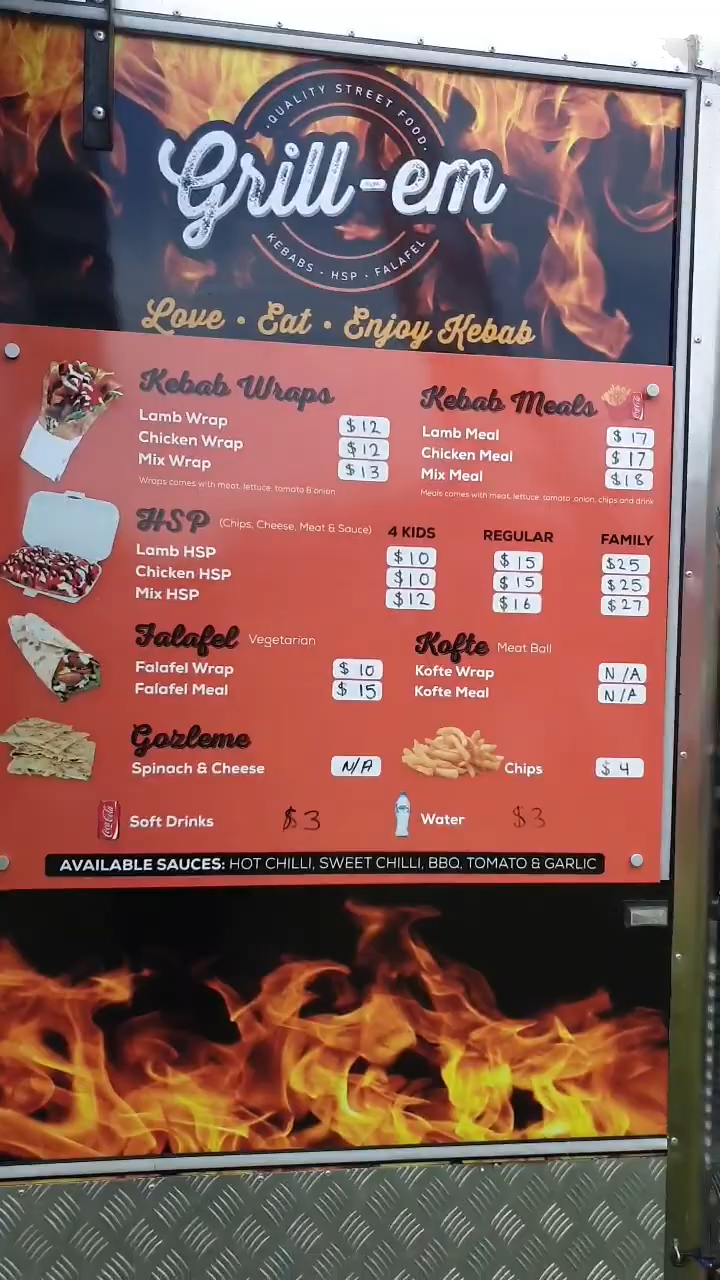 ·QUALITY STREET FOOD·
Grill-em
KEBABS · HSP · FALAFEL
Love · Eat · Enjoy Kebab
Kebab Wraps
Lamb Wrap $12
Chicken Wrap $12
Mix Wrap $13
Wraps comes with meat, lettuce, tomato & onion
Kebab Meals
Lamb Meal $17
Chicken Meal $17
Mix Meal $18
Meals comes with meat, lettuce, tomato ,onion, chips and drink
HSP (Chips, Cheese, Meat & Sauce) 4 KIDS REGULAR FAMILY
Lamb HSP $10 $15 $25
Chicken HSP $10 $15 $25
Mix HSP $12 $16 $27
Falafel Vegetarian
Falafel Wrap $10
Falafel Meal $15
Kofte Meat Ball
Kofte Wrap N/A
Kofte Meal N/A
Gozleme
Spinach & Cheese N/A
Chips $4
Coca-Cola Soft Drinks $3
Water $3
AVAILABLE SAUCES: HOT CHILLI, SWEET CHILLI, BBQ, TOMATO & GARLIC